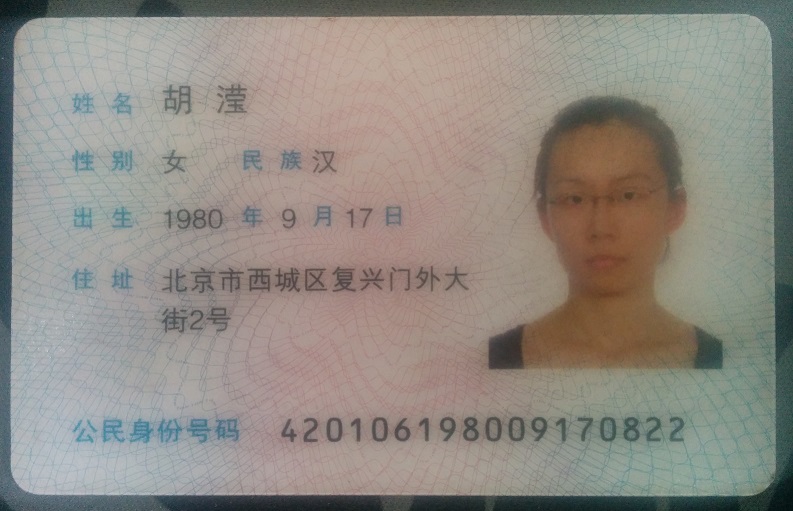 姓名 胡滢
性别 女 民族 汉
出生 1980 年 9 月 17 日
住址 北京市西城区复兴门外大
街2号
公民身份号码 420106198009170822